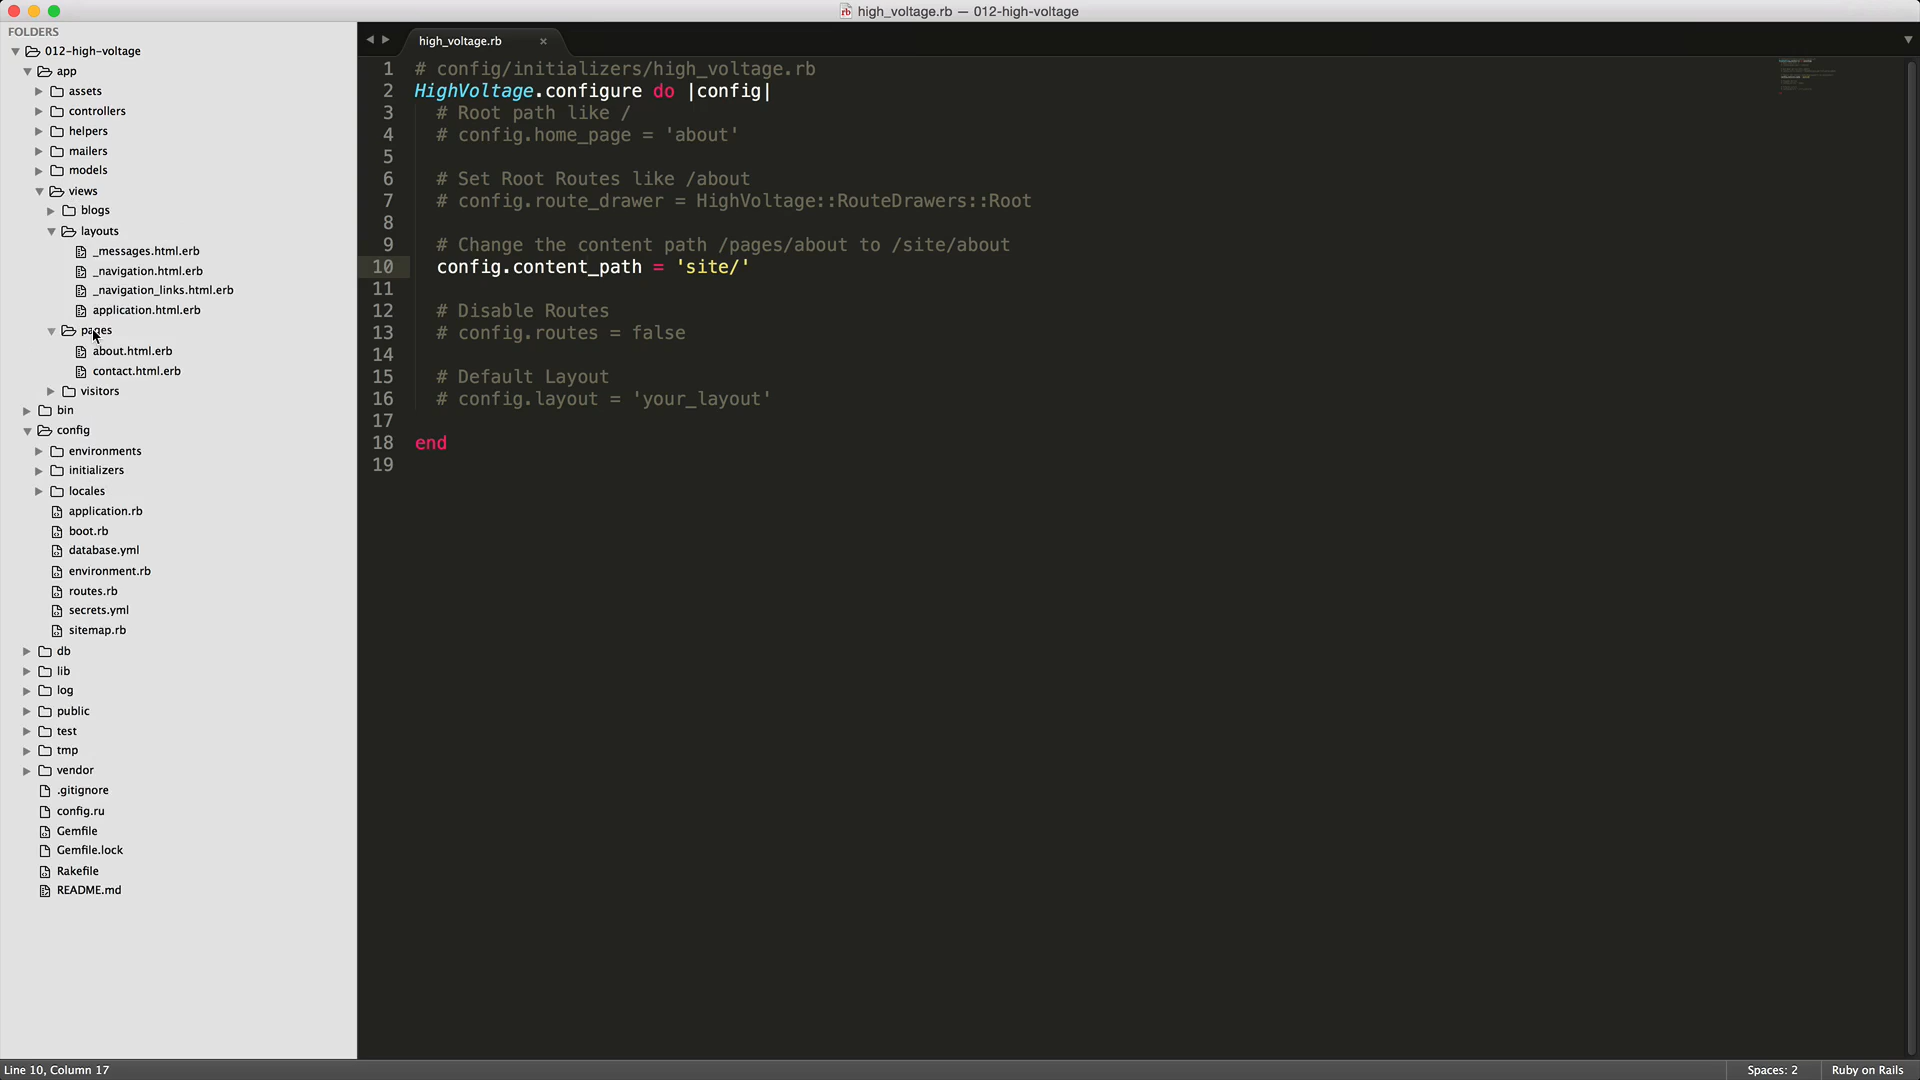 high_voltage.rb — 012-high-voltage
FOLDERS
012-high-voltage
app
assets
controllers
helpers
mailers
models
views
blogs
layouts
_messages.html.erb
_navigation.html.erb
_navigation_links.html.erb
application.html.erb
pages
about.html.erb
contact.html.erb
visitors
bin
config
environments
initializers
locales
application.rb
boot.rb
database.yml
environment.rb
routes.rb
secrets.yml
sitemap.rb
db
lib
log
public
test
tmp
vendor
.gitignore
config.ru
Gemfile
Gemfile.lock
Rakefile
README.md
high_voltage.rb ×
1 # config/initializers/high_voltage.rb
2 HighVoltage.configure do |config|
3 # Root path like /
4 # config.home_page = 'about'
5
6 # Set Root Routes like /about
7 # config.route_drawer = HighVoltage::RouteDrawers::Root
8
9 # Change the content path /pages/about to /site/about
10 config.content_path = 'site/'
11
12 # Disable Routes
13 # config.routes = false
14
15 # Default Layout
16 # config.layout = 'your_layout'
17
18 end
19
Line 10, Column 17
Spaces: 2
Ruby on Rails